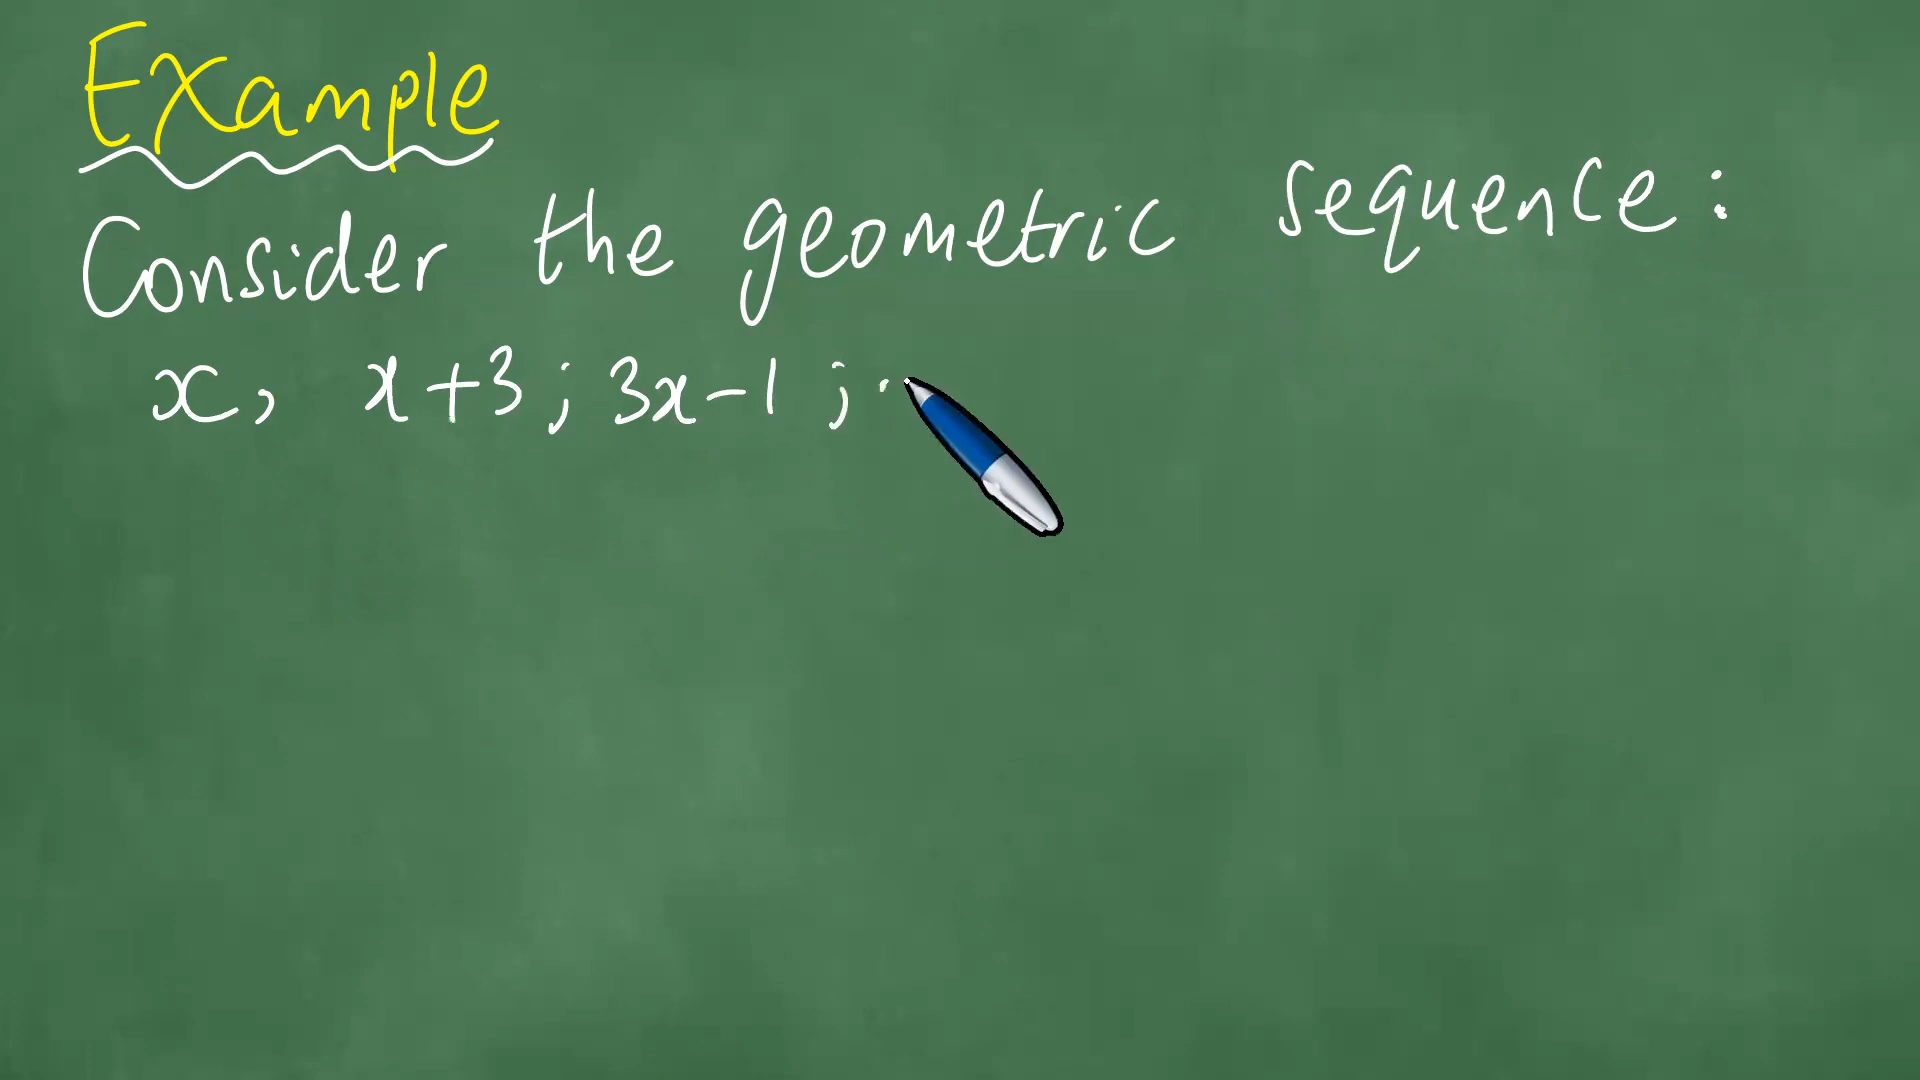 Example
Consider the geometric sequence:
x, x+3; 3x-1; .